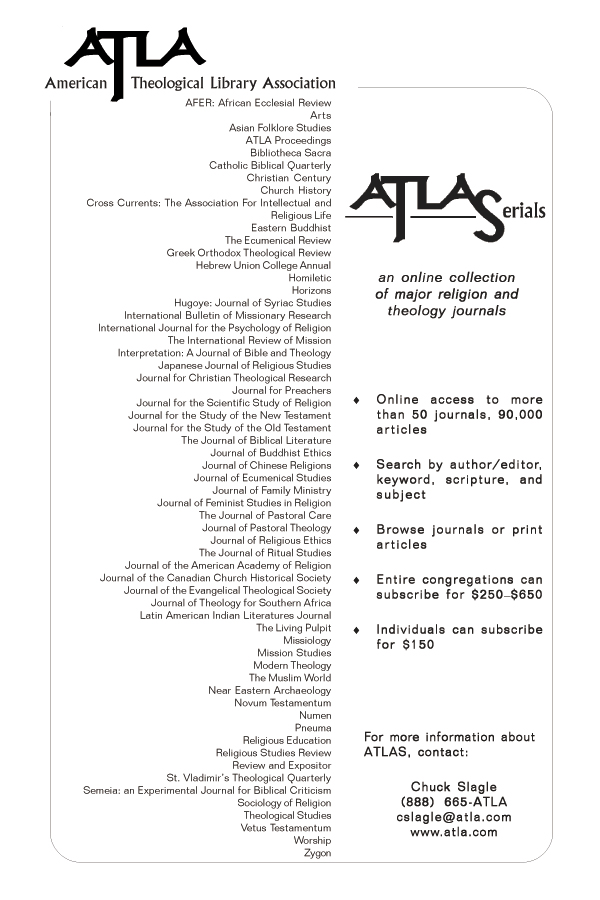 ATLA
American Theological Library Association
AFER: African Ecclesial Review
Arts
Asian Folklore Studies
ATLA Proceedings
Bibliotheca Sacra
Catholic Biblical Quarterly
Christian Century
Church History
Cross Currents: The Association For Intellectual and
Religious Life
Eastern Buddhist
The Ecumenical Review
Greek Orthodox Theological Review
Hebrew Union College Annual
Homiletic
Horizons
Hugoye: Journal of Syriac Studies
International Bulletin of Missionary Research
International Journal for the Psychology of Religion
The International Review of Mission
Interpretation: A Journal of Bible and Theology
Japanese Journal of Religious Studies
Journal for Christian Theological Research
Journal for Preachers
Journal for the Scientific Study of Religion
Journal for the Study of the New Testament
Journal for the Study of the Old Testament
The Journal of Biblical Literature
Journal of Buddhist Ethics
Journal of Chinese Religions
Journal of Ecumenical Studies
Journal of Family Ministry
Journal of Feminist Studies in Religion
The Journal of Pastoral Care
Journal of Pastoral Theology
Journal of Religious Ethics
The Journal of Ritual Studies
Journal of the American Academy of Religion
Journal of the Canadian Church Historical Society
Journal of the Evangelical Theological Society
Journal of Theology for Southern Africa
Latin American Indian Literatures Journal
The Living Pulpit
Missiology
Mission Studies
Modern Theology
The Muslim World
Near Eastern Archaeology
Novum Testamentum
Numen
Pneuma
Religious Education
Religious Studies Review
Review and Expositor
St. Vladimir's Theological Quarterly
Semeia: an Experimental Journal for Biblical Criticism
Sociology of Religion
Theological Studies
Vetus Testamentum
Worship
Zygon
ATLASerials
an online collection
of major religion and
theology journals
♦ Online access to more
than 50 journals, 90,000
articles
♦ Search by author/editor,
keyword, scripture, and
subject
♦ Browse journals or print
articles
♦ Entire congregations can
subscribe for $250–$650
♦ Individuals can subscribe
for $150
For more information about
ATLAS, contact:
Chuck Slagle
(888) 665-ATLA
cslagle@atla.com
www.atla.com